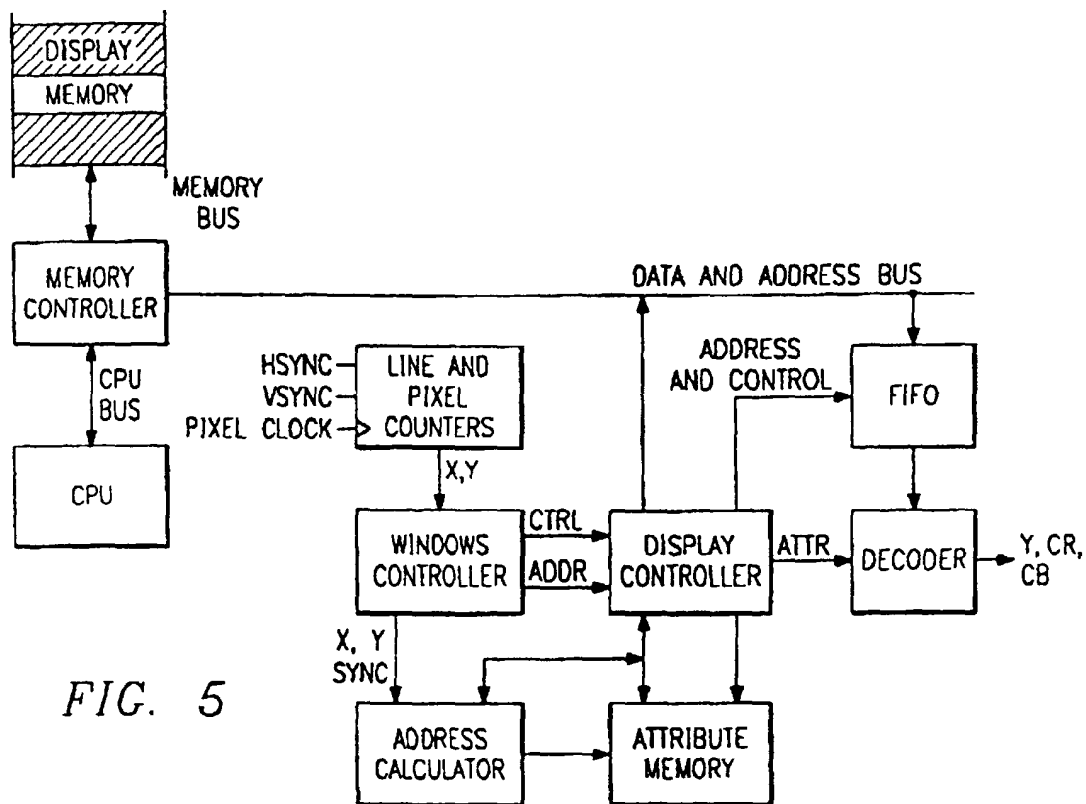 DISPLAY
MEMORY
MEMORY
BUS
MEMORY
CONTROLLER
DATA AND ADDRESS BUS
CPU
BUS
HSYNC
VSYNC
PIXEL CLOCK
LINE AND
PIXEL
COUNTERS
ADDRESS
AND CONTROL
FIFO
CPU
X,Y
WINDOWS
CONTROLLER
CTRL
ADDR
DISPLAY
CONTROLLER
ATTR
DECODER
Y, CR,
CB
X, Y
SYNC
FIG. 5
ADDRESS
CALCULATOR
ATTRIBUTE
MEMORY